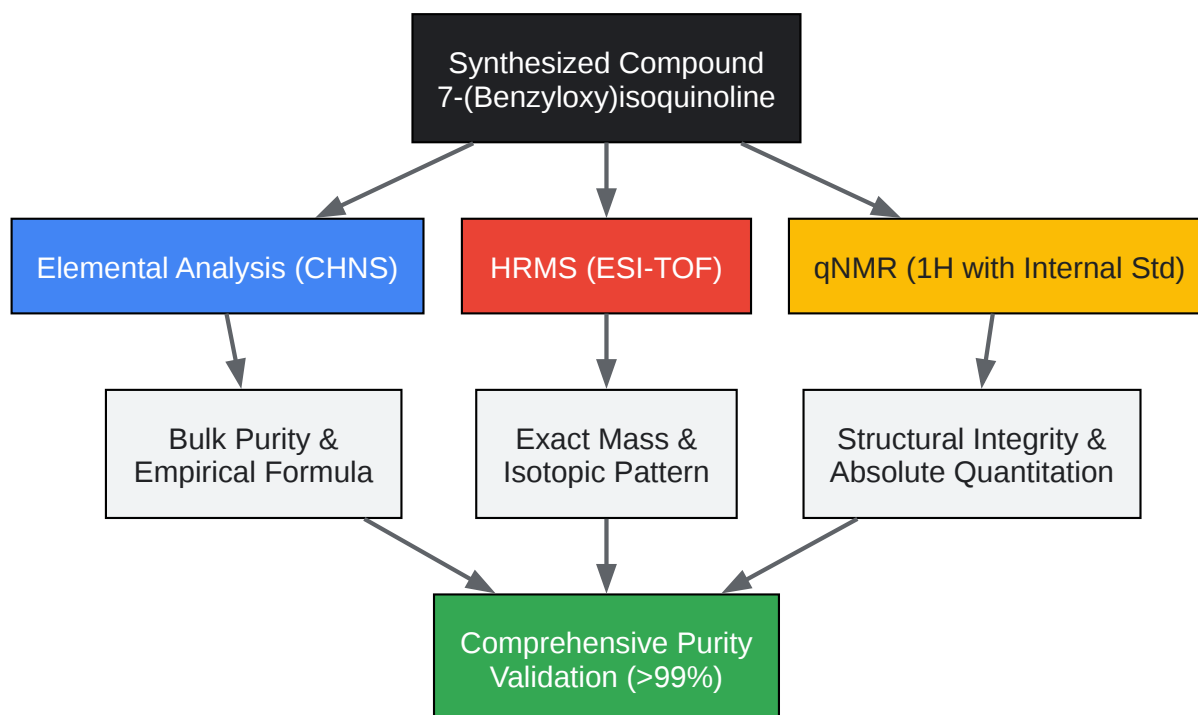 Synthesized Compound
7-(Benzyloxy)isoquinoline
Elemental Analysis (CHNS)
HRMS (ESI-TOF)
qNMR (1H with Internal Std)
Bulk Purity &
Empirical Formula
Exact Mass &
Isotopic Pattern
Structural Integrity &
Absolute Quantitation
Comprehensive Purity
Validation (>99%)